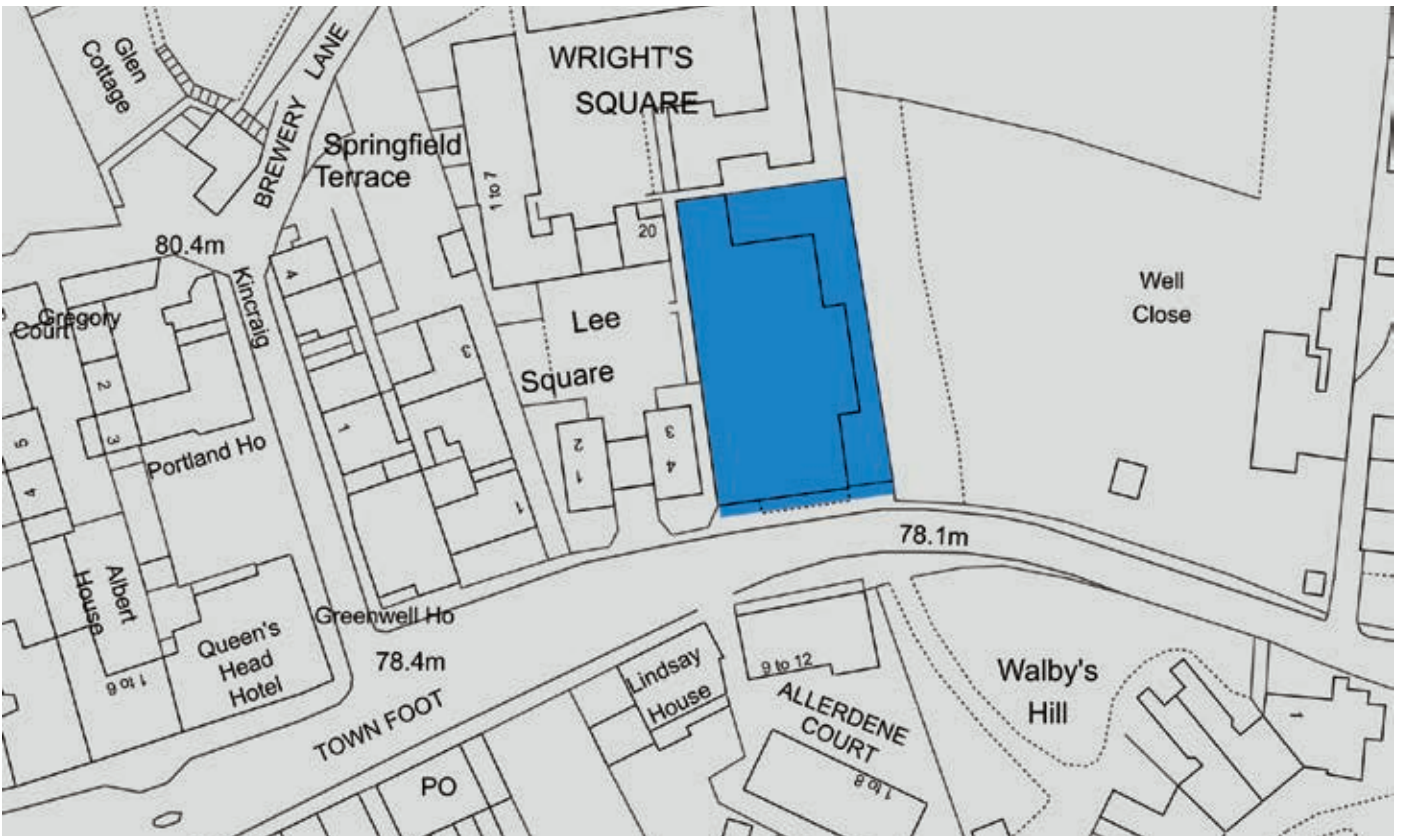 Glen
Cottage
BREWERY LANE
WRIGHT'S
SQUARE
Springfield
Terrace
1 to 7
20
80.4m
Kincraig
4
Lee
Square
Well
Close
Gregory
Court
2
3
5
4
3
1
1
2
1
3
4
Portland Ho
78.1m
Albert
House
1 to 6
Queen's
Head
Hotel
Greenwell Ho
78.4m
TOWN FOOT
Lindsay
House
9 to 12
ALLERDENE
COURT
1 to 8
Walby's
Hill
1
PO